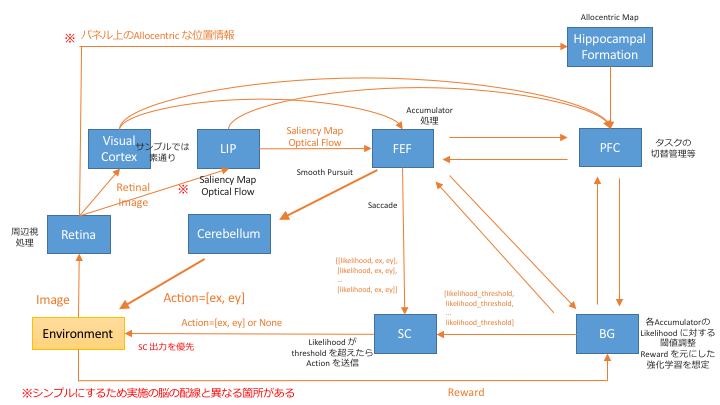 Allocentric Map
※ パネル上のAllocentric な位置情報
Hippocampal
Formation
Accumulator
処理
Visual
Cortex
サンプルでは
素通り
LIP
Saliency Map
Optical Flow
FEF
PFC
タスクの
切替管理等
Retinal
Image
※
Saliency Map
Optical Flow
Smooth Pursuit
Saccade
周辺視
処理
Retina
Cerebellum
[[likelihood, ex, ey],
[likelihood, ex, ey],
...
[likelihood, ex, ey]]
[likelihood_threshold,
likelihood_threshold,
...
likelihood_threshold]
Image
Action=[ex, ey]
Environment
Action=[ex, ey] or None
SC 出力を優先
Likelihood が
threshold を超えたら
Action を送信
SC
BG
各Accumulatorの
Likelihood に対する
閾値調整
Reward を元にした
強化学習を想定
※シンプルにするため実施の脳の配線と異なる箇所がある
Reward